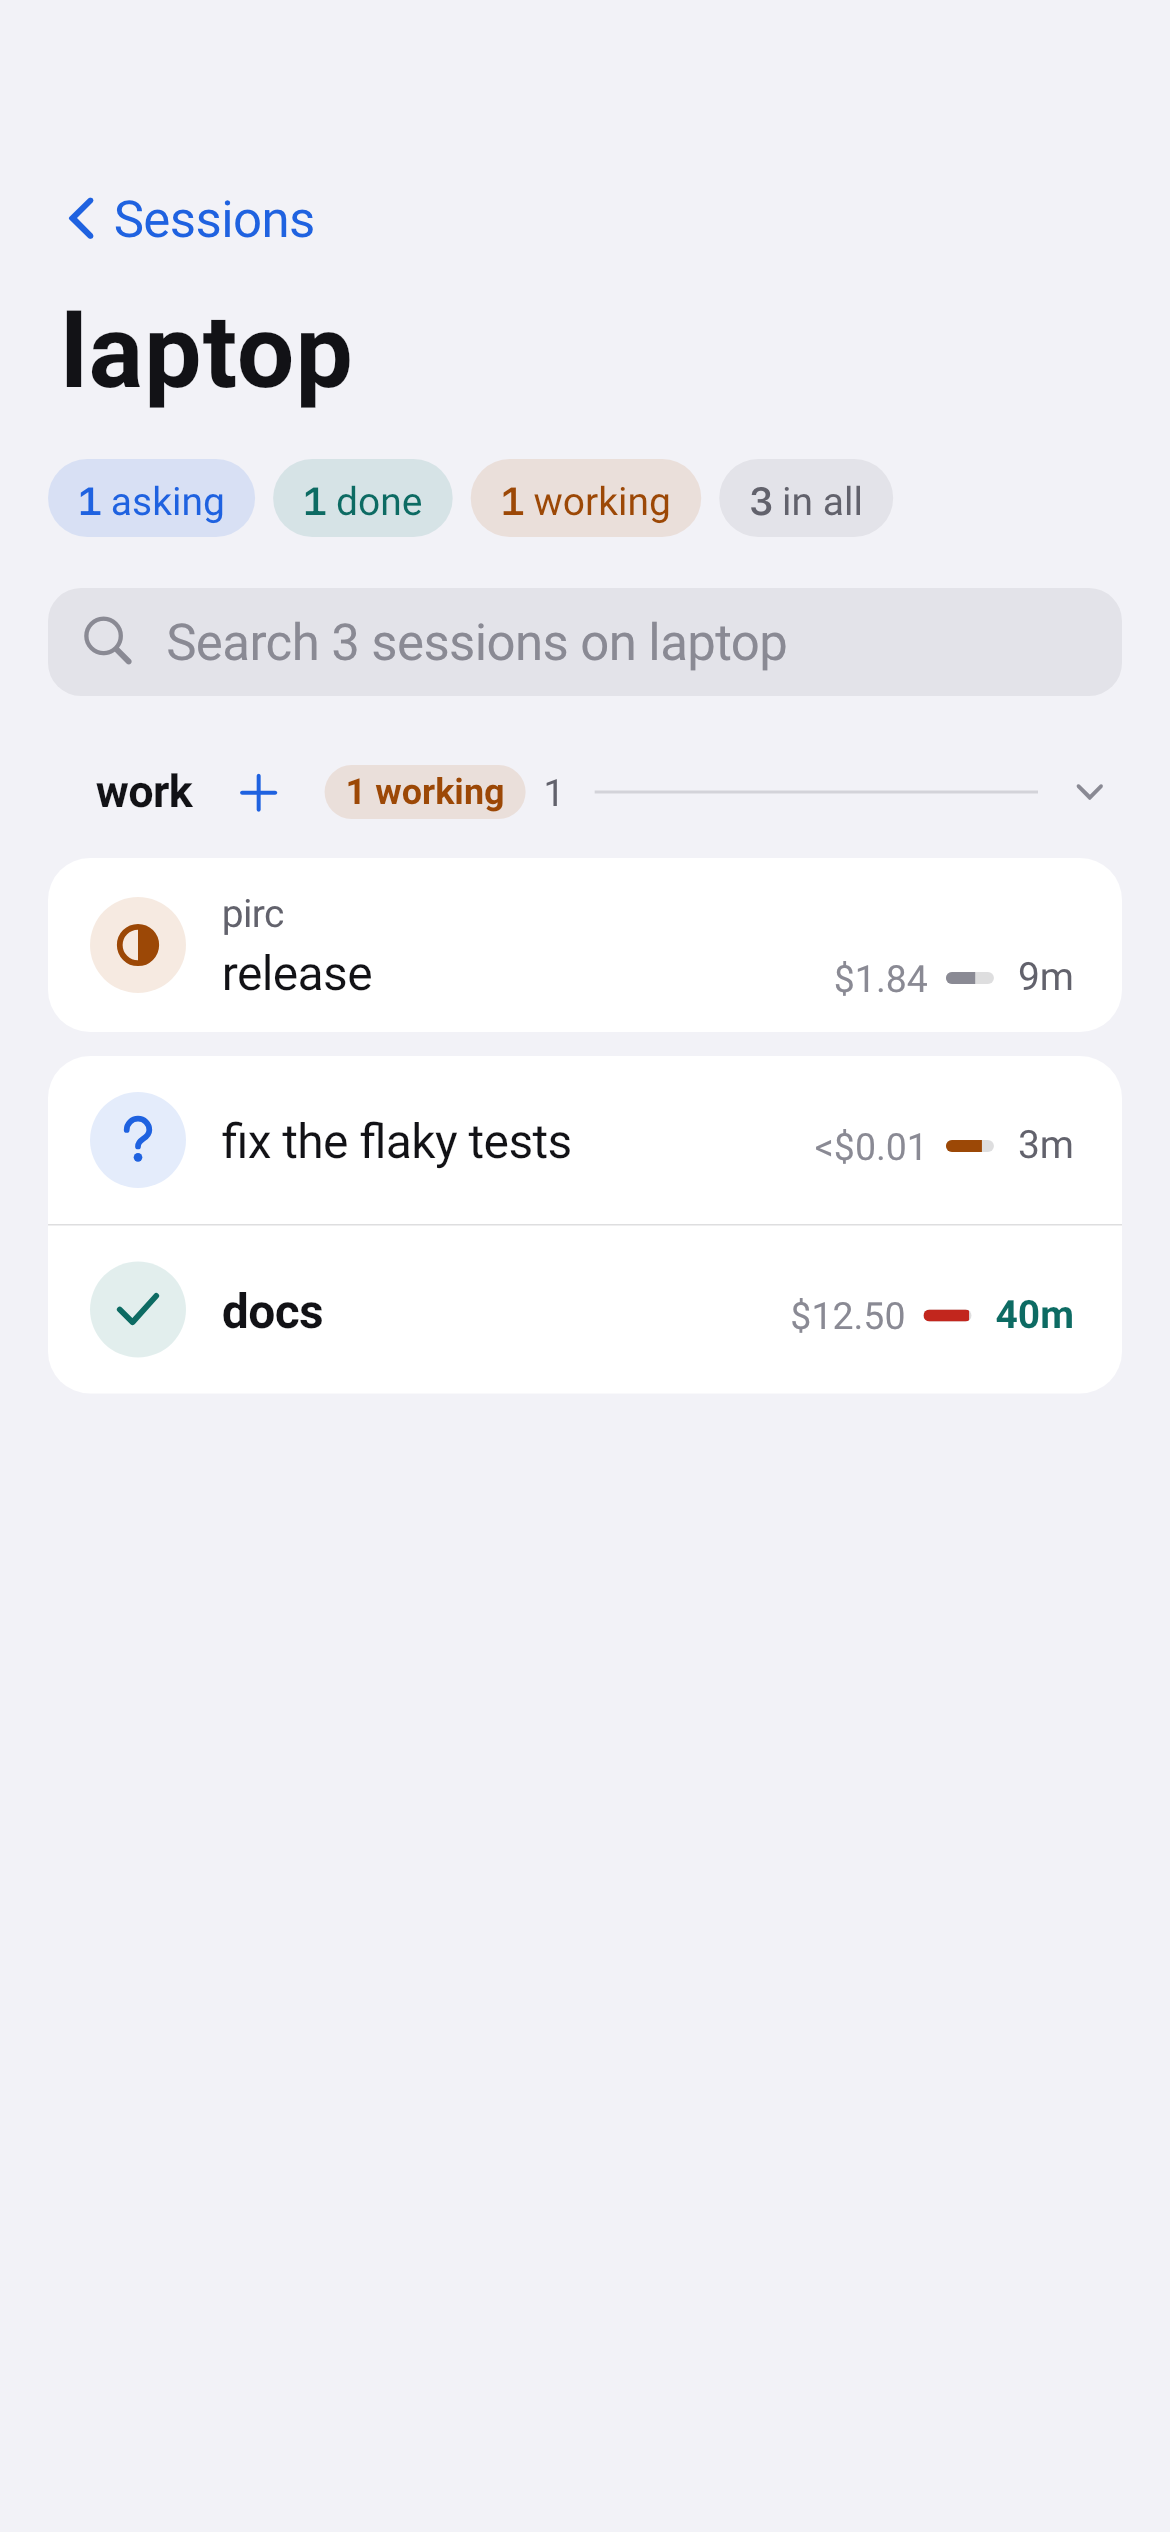 Sessions
laptop
1 asking 1 done 1 working 3 in all
Search 3 sessions on laptop
work 1 working 1
pirc
release $1.84 9m
fix the flaky tests <$0.01 3m
docs $12.50 40m